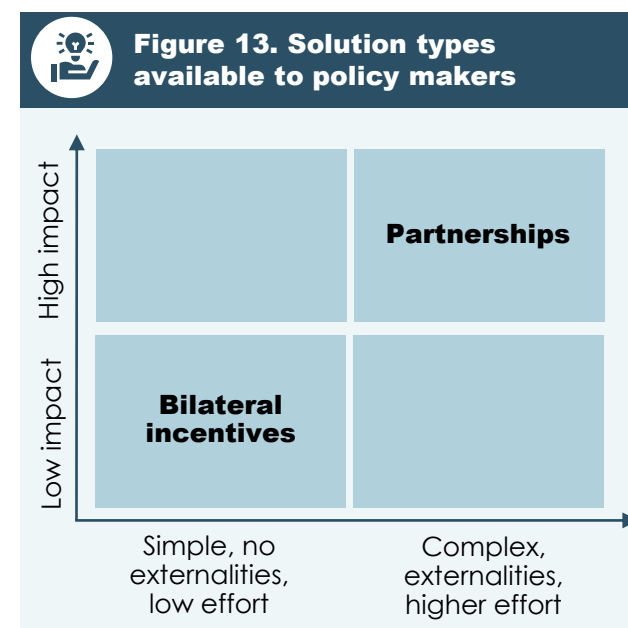 Figure 13. Solution types
available to policy makers
High impact
Partnerships
Low impact
Bilateral
incentives
Simple, no
externalities,
low effort
Complex,
externalities,
higher effort